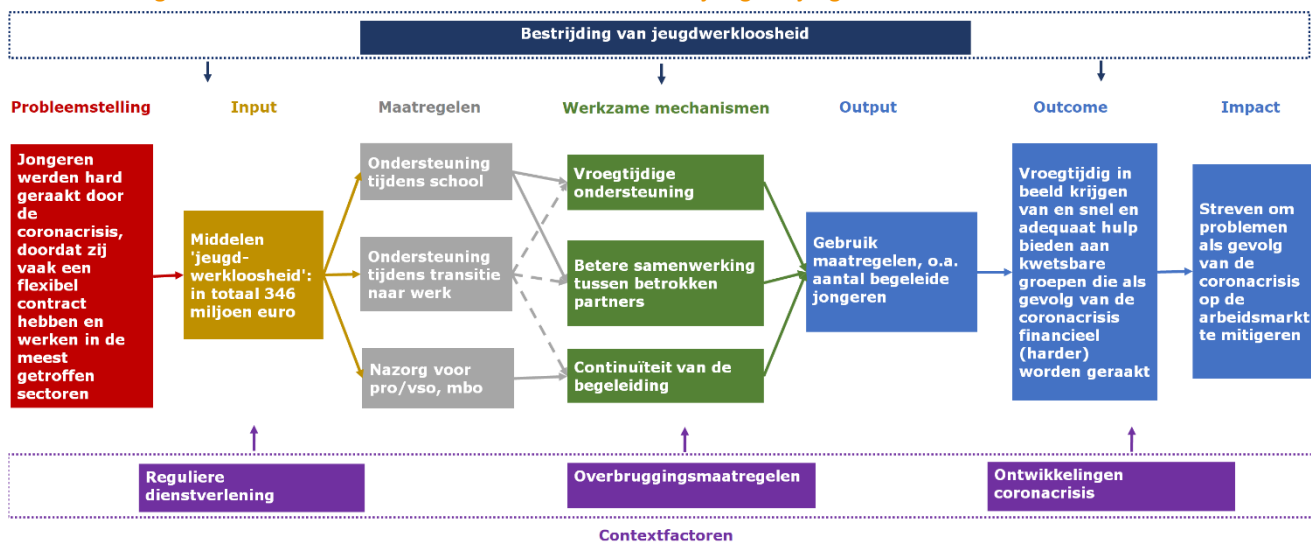 Bestrijding van jeugdwerkloosheid
Probleemstelling
Input
Maatregelen
Werkzame mechanismen
Output
Outcome
Impact
Jongeren
werden hard
geraakt door
de
coronacrisis,
doordat zij
vaak een
flexibel
contract
hebben en
werken in de
meest
getroffen
sectoren
Middelen
'jeugd-
werkloosheid':
in totaal 346
miljoen euro
Ondersteuning
tijdens school
Ondersteuning
tijdens transitie
naar werk
Nazorg voor
pro/vso, mbo
Vroegtijdige
ondersteuning
Betere samenwerking
tussen betrokken
partners
Continuïteit van de
begeleiding
Gebruik
maatregelen, o.a.
aantal begeleide
jongeren
Vroegtijdig in
beeld krijgen
van en snel en
adequaat hulp
bieden aan
kwetsbare
groepen die als
gevolg van de
coronacrisis
financieel
(harder)
worden geraakt
Streven om
problemen
als gevolg
van de
coronacrisis
op de
arbeidsmarkt
te mitigeren
Reguliere
dienstverlening
Overbruggingsmaatregelen
Ontwikkelingen
coronacrisis
Contextfactoren